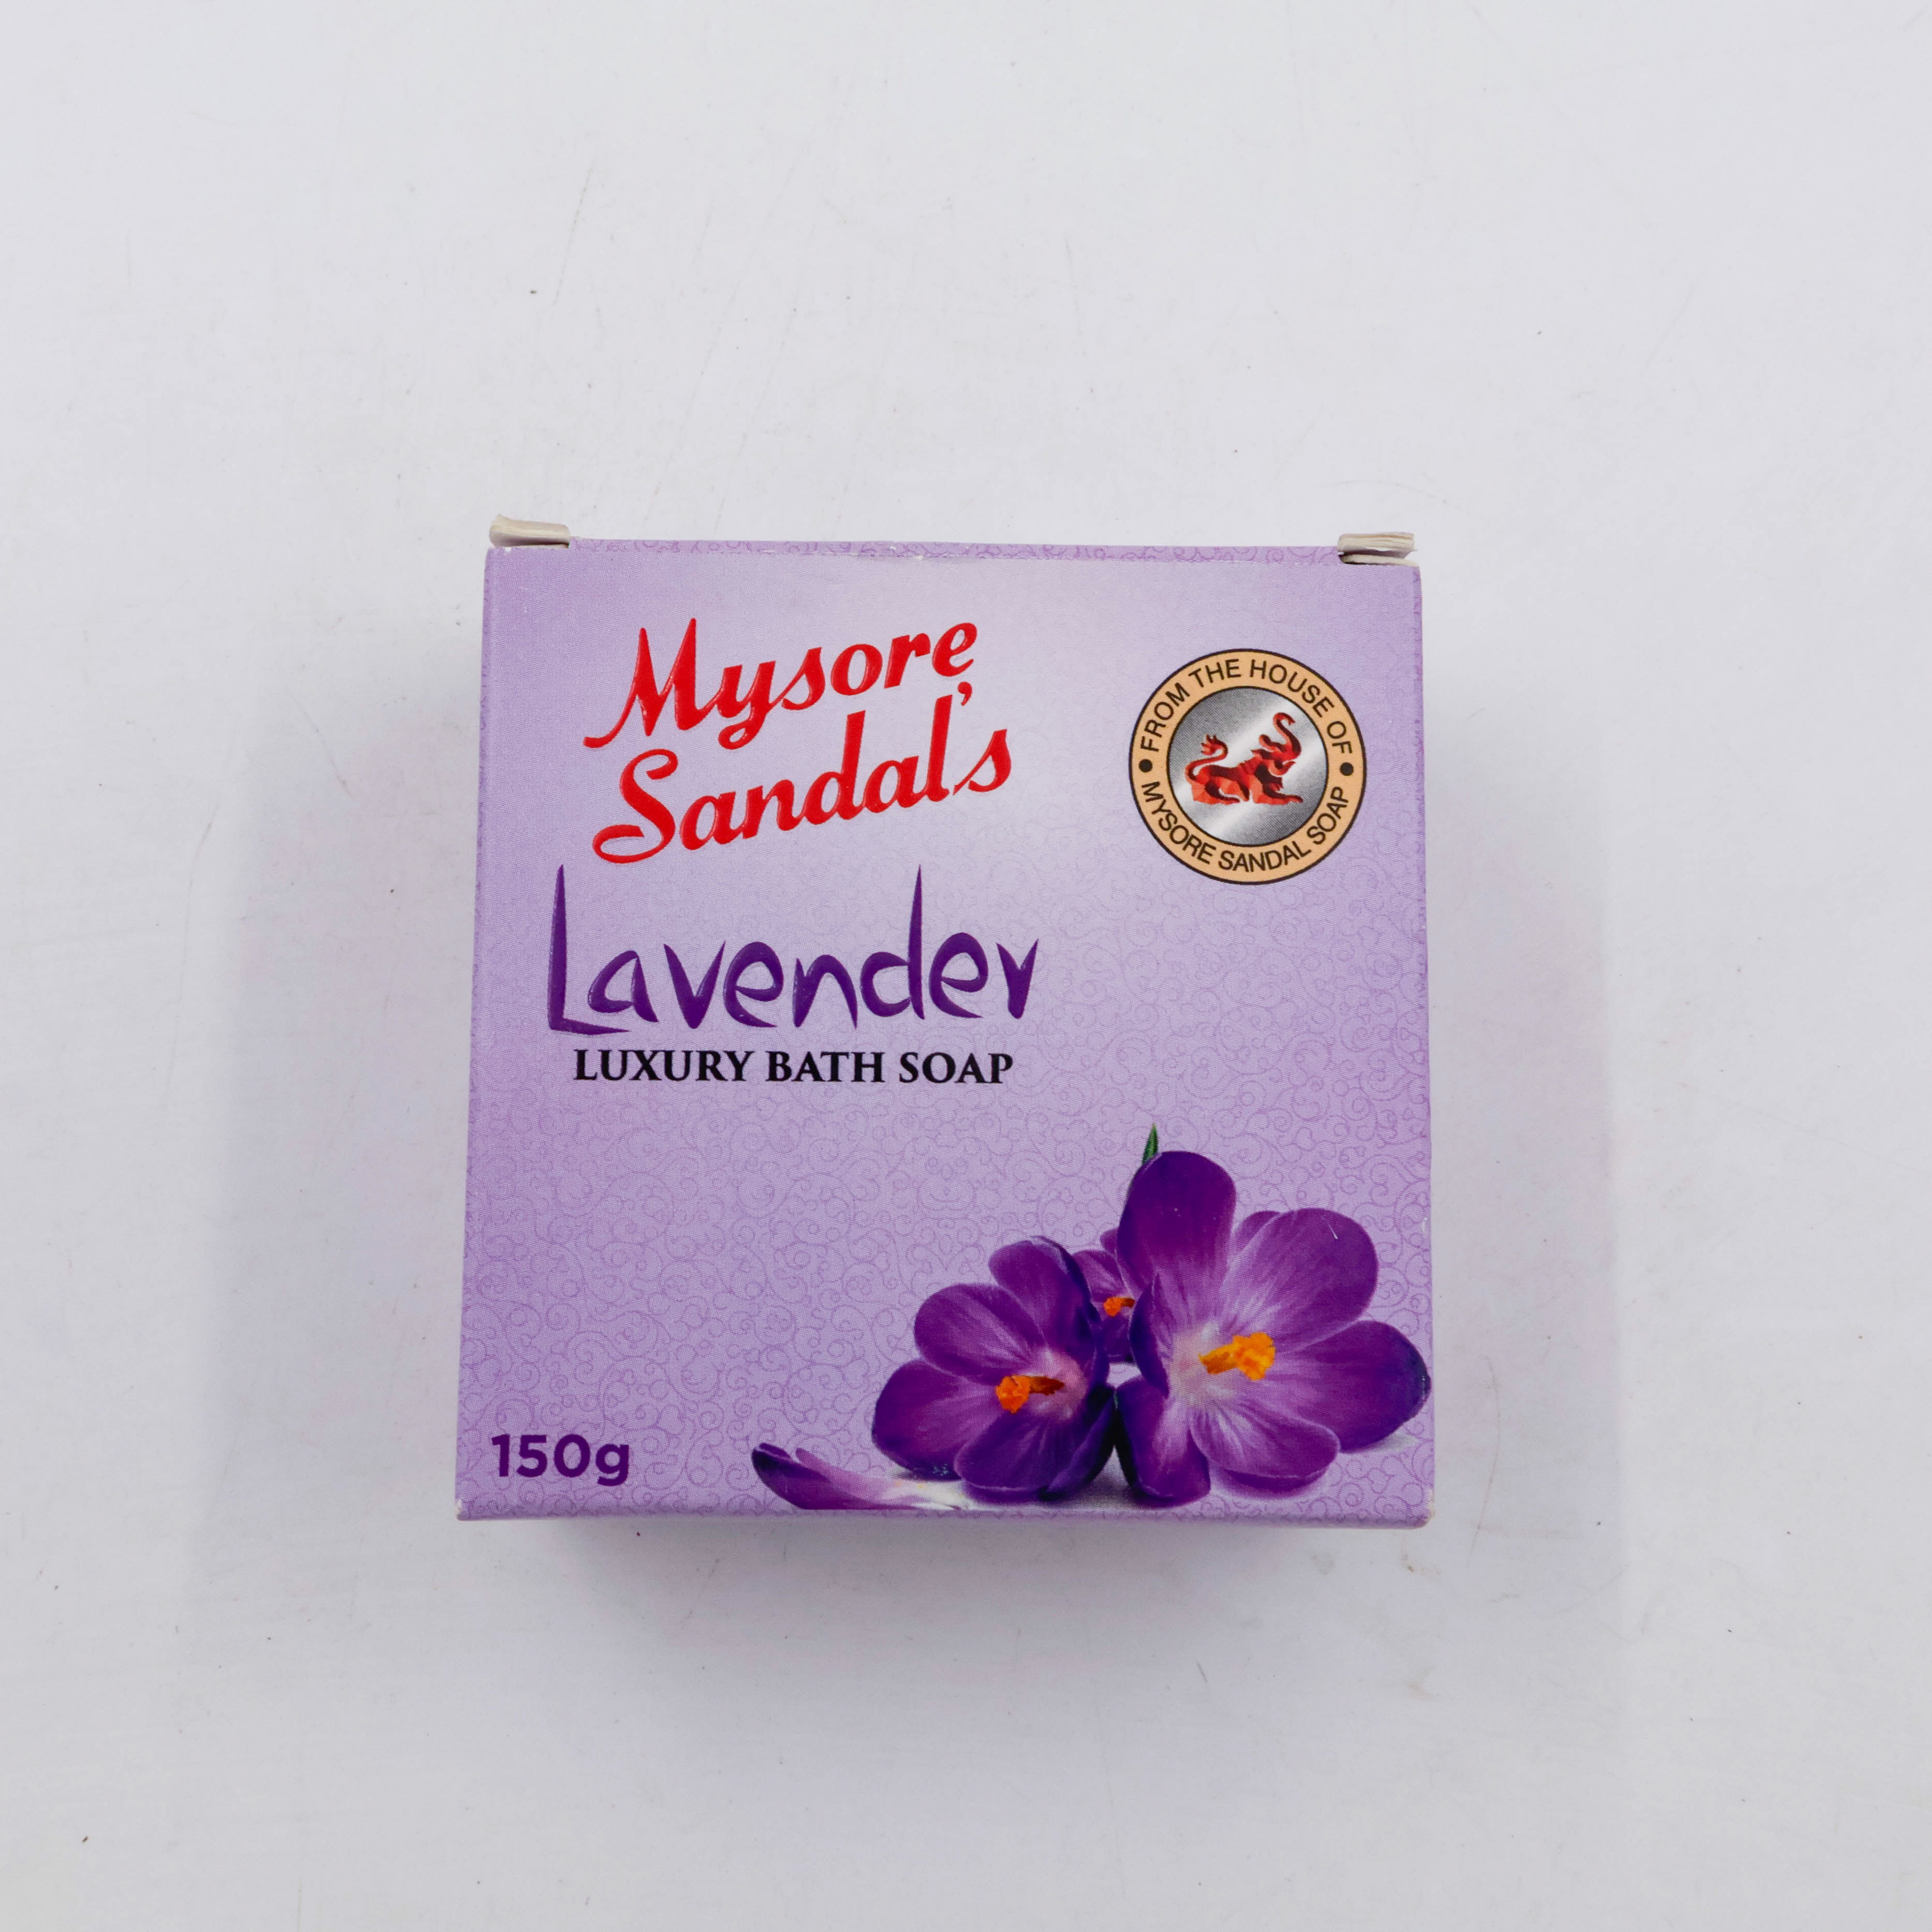 Mysore
Sandal's
FROM THE HOUSE OF
MYSORE SANDAL SOAP
Lavender
LUXURY BATH SOAP
150g